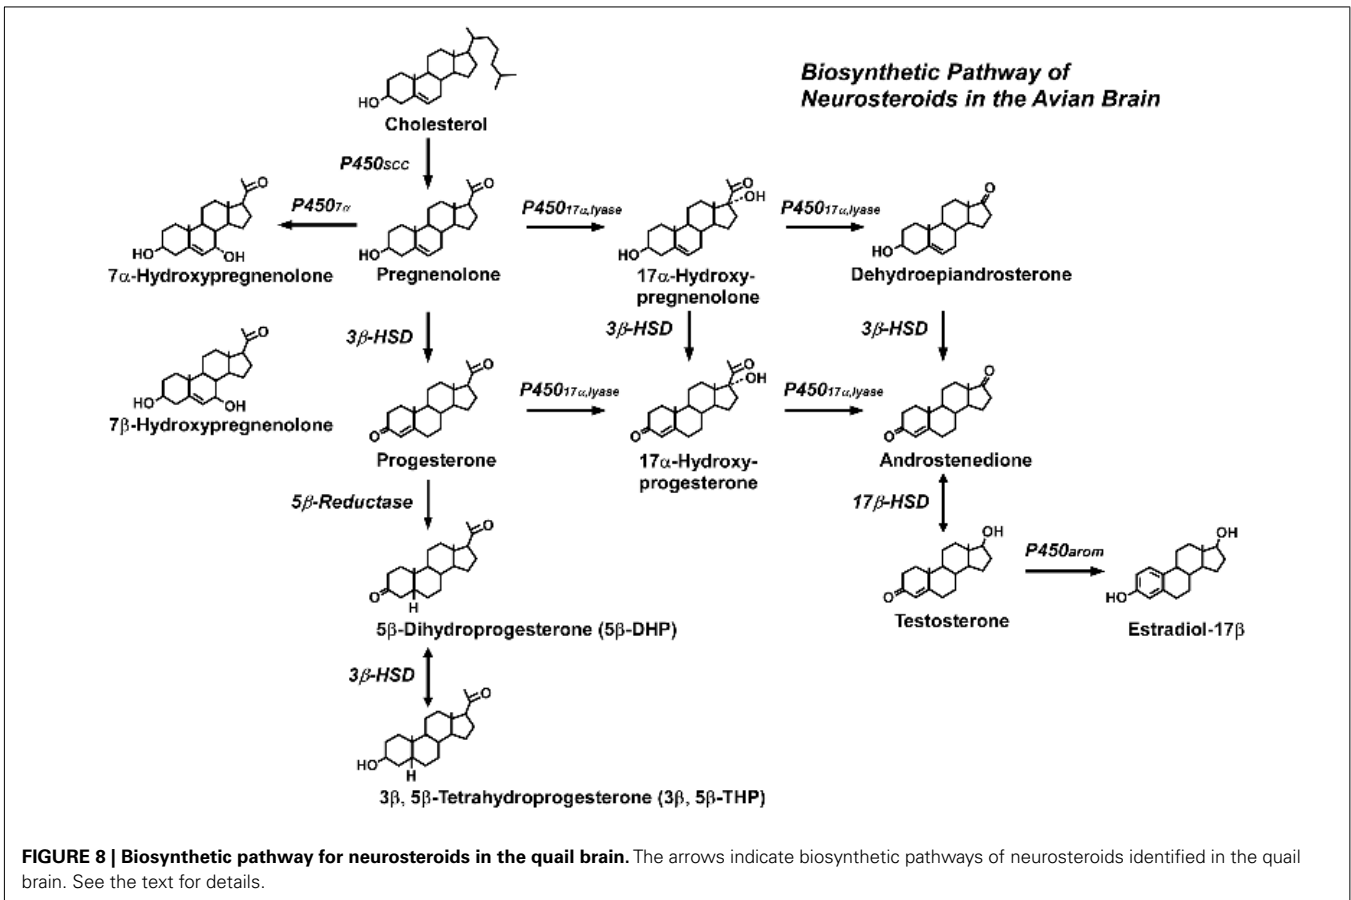 Biosynthetic Pathway of
Neurosteroids in the Avian Brain
HO
Cholesterol
P450scc
O
HO
OH
7α-Hydroxypregnenolone
P4507α
O
HO
Pregnenolone
P45017α,lyase
O
OH
HO
17α-Hydroxy-
pregnenolone
P45017α,lyase
O
HO
Dehydroepiandrosterone
3β-HSD
3β-HSD
3β-HSD
O
HO
OH
7β-Hydroxypregnenolone
O
O
Progesterone
P45017α,lyase
O
OH
O
17α-Hydroxy-
progesterone
P45017α,lyase
O
O
Androstenedione
5β-Reductase
17β-HSD
O
O
H
5β-Dihydroprogesterone (5β-DHP)
OH
O
Testosterone
P450arom
OH
HO
Estradiol-17β
3β-HSD
O
HO
H
3β, 5β-Tetrahydroprogesterone (3β, 5β-THP)
FIGURE 8 | Biosynthetic pathway for neurosteroids in the quail brain. The arrows indicate biosynthetic pathways of neurosteroids identified in the quail
brain. See the text for details.